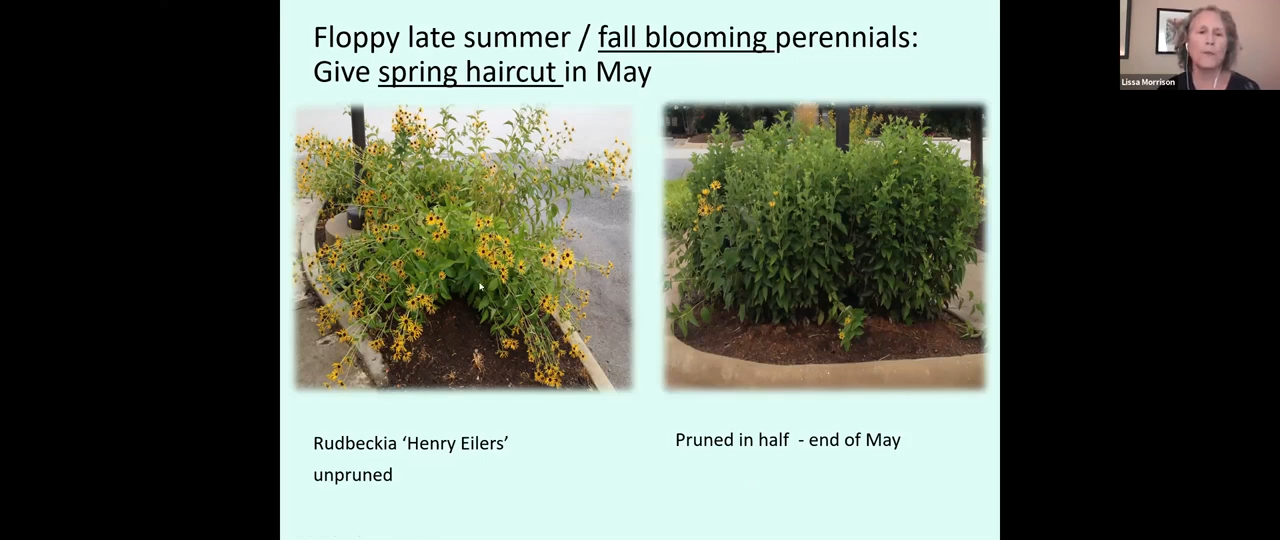 Floppy late summer / fall blooming perennials:
Give spring haircut in May
Lissa Morrison
Rudbeckia ‘Henry Eilers’
unpruned
Pruned in half  - end of May